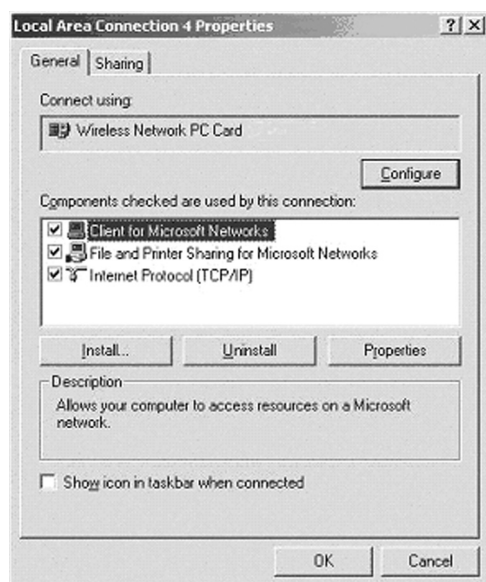 Local Area Connection 4 Properties
General
Sharing
Connect using:
Wireless Network PC Card
Configure
Components checked are used by this connection:
Client for Microsoft Networks
File and Printer Sharing for Microsoft Networks
Internet Protocol (TCP/IP)
Install...
Uninstall
Properties
Description
Allows your computer to access resources on a Microsoft
network.
Show icon in taskbar when connected
OK
Cancel